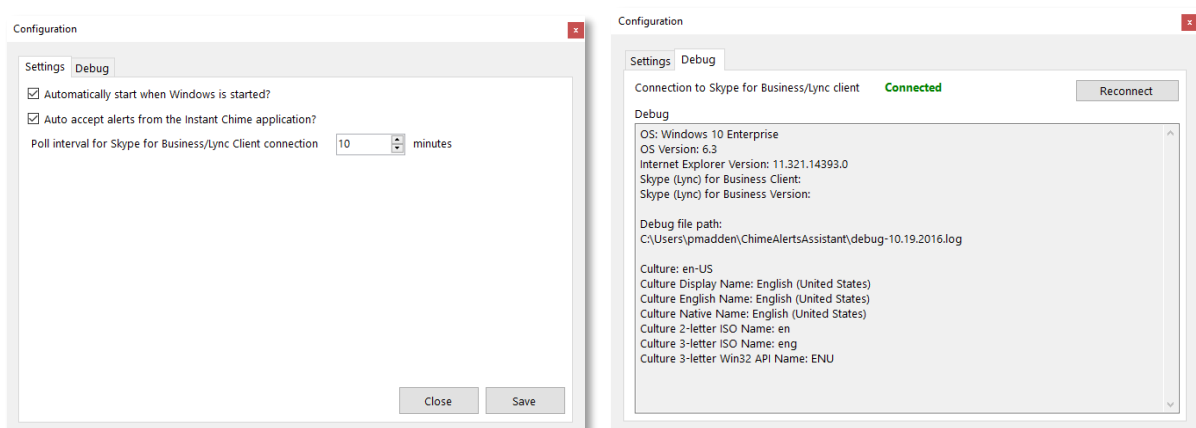 Configuration
x
Settings Debug
Automatically start when Windows is started?
Auto accept alerts from the Instant Chime application?
Poll interval for Skype for Business/Lync Client connection 10 minutes
Close Save
Configuration
x
Settings Debug
Connection to Skype for Business/Lync client Connected Reconnect
Debug
OS: Windows 10 Enterprise
OS Version: 6.3
Internet Explorer Version: 11.321.14393.0
Skype (Lync) for Business Client:
Skype (Lync) for Business Version:
Debug file path:
C:\Users\pmadden\ChimeAlertsAssistant\debug-10.19.2016.log
Culture: en-US
Culture Display Name: English (United States)
Culture English Name: English (United States)
Culture Native Name: English (United States)
Culture 2-letter ISO Name: en
Culture 3-letter ISO Name: eng
Culture 3-letter Win32 API Name: ENU